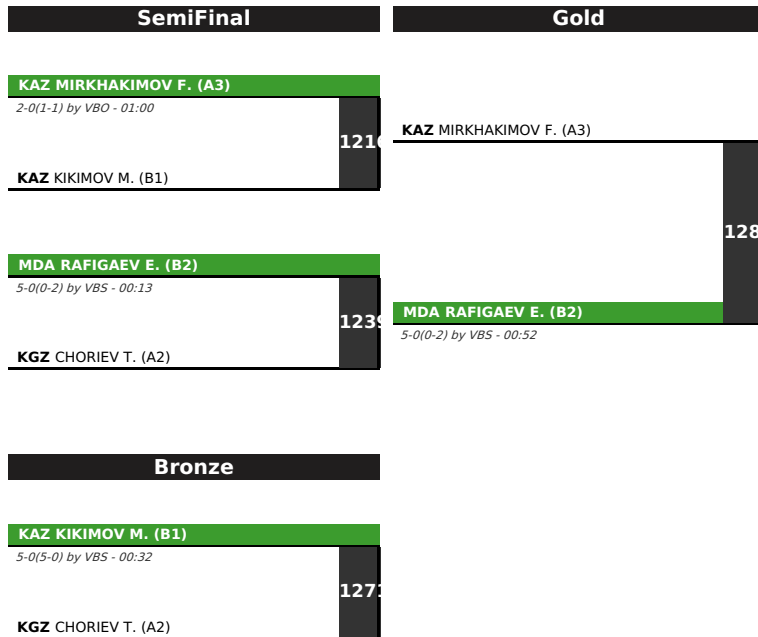 SemiFinal
KAZ MIRKHAKIMOV F. (A3)
2-0(1-1) by VBO - 01:00
KAZ KIKIMOV M. (B1)
MDA RAFIGAEV E. (B2)
5-0(0-2) by VBS - 00:13
1239
KGZ CHORIEV T. (A2)
Gold
KAZ MIRKHAKIMOV F. (A3)
128
MDA RAFIGAEV E. (B2)
5-0(0-2) by VBS - 00:52
Bronze
KAZ KIKIMOV M. (B1)
5-0(5-0) by VBS - 00:32
1271
KGZ CHORIEV T. (A2)